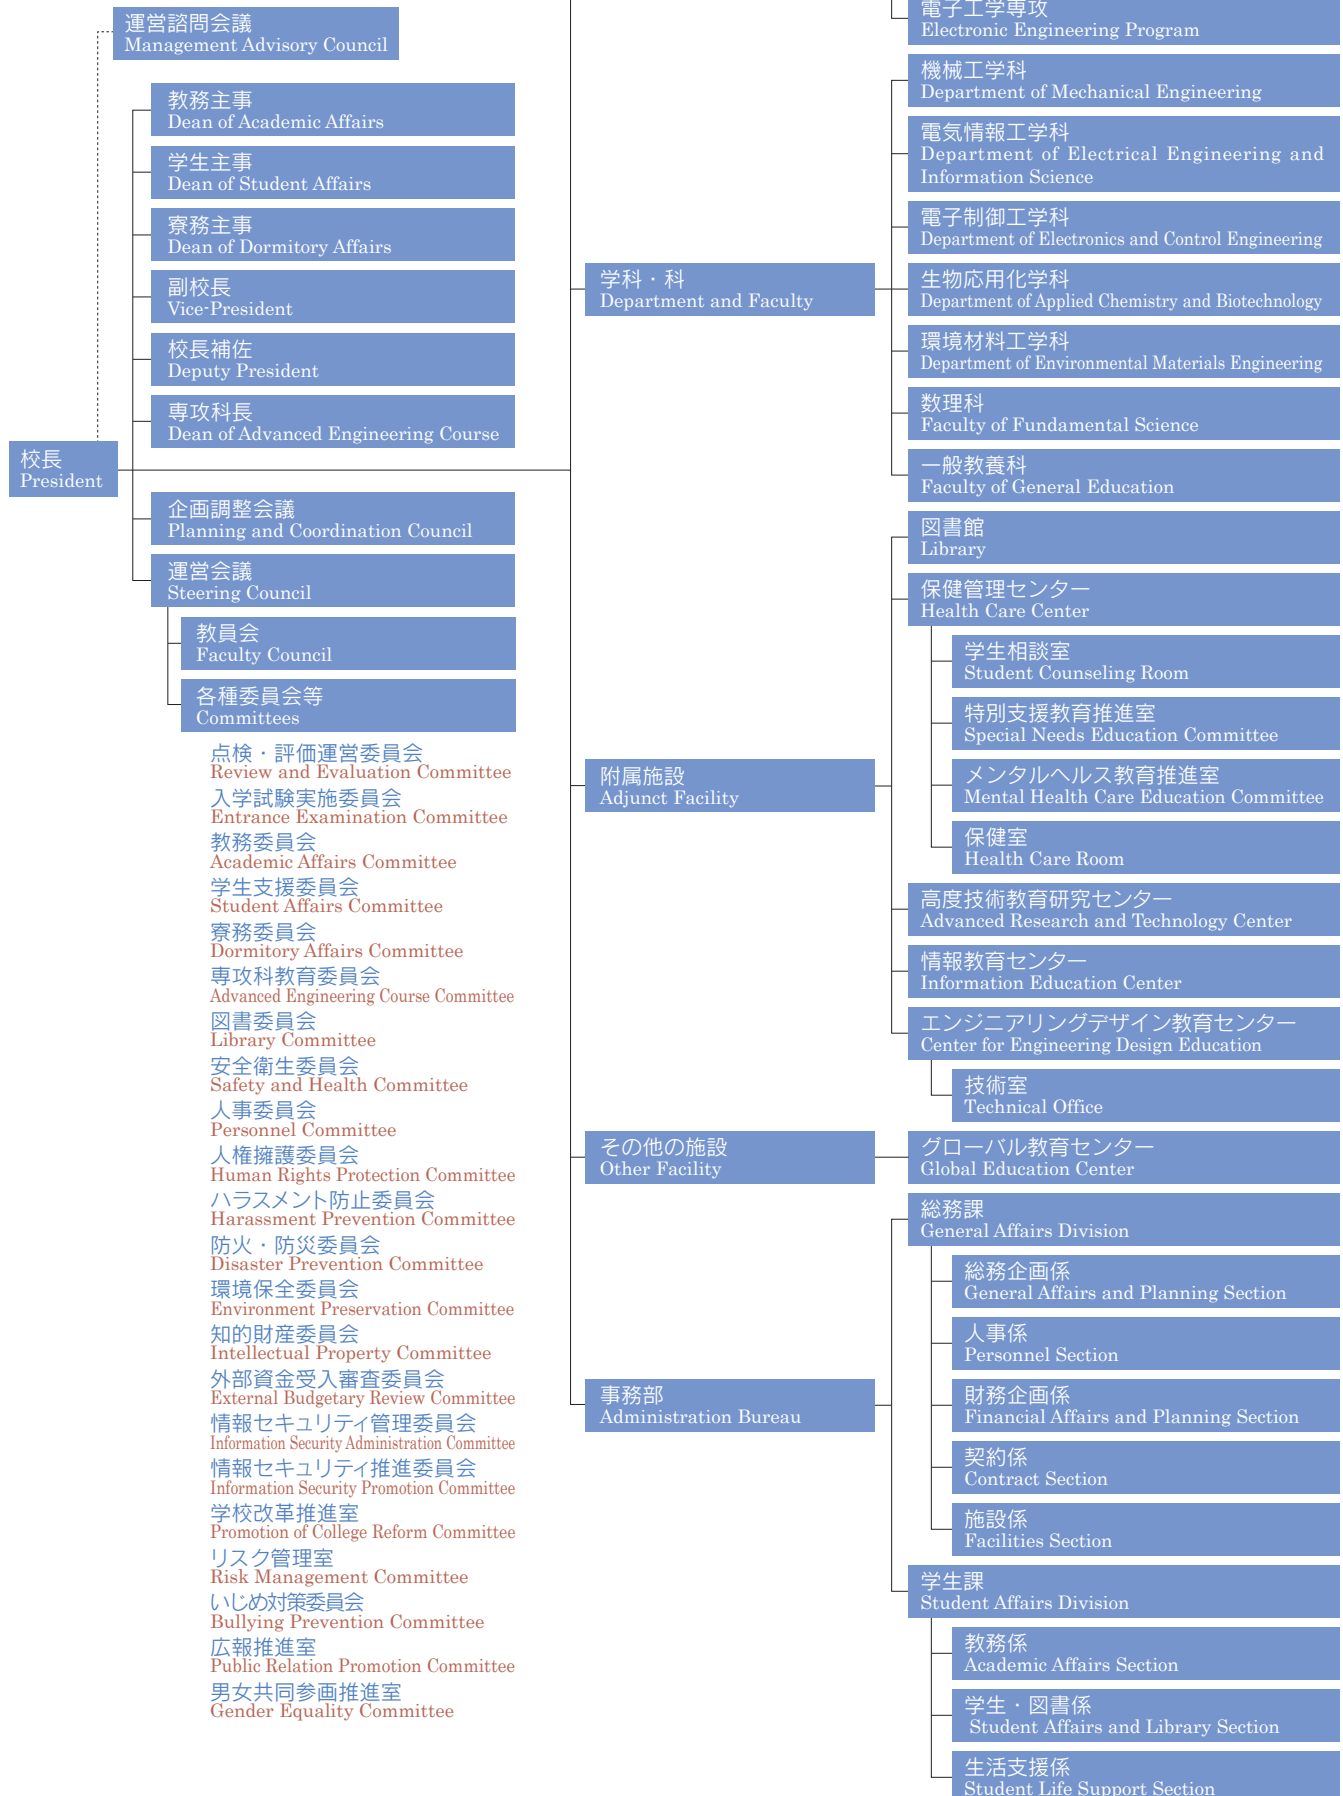 運営諮問会議
Management Advisory Council
教務主事
Dean of Academic Affairs
学生主事
Dean of Student Affairs
寮務主事
Dean of Dormitory Affairs
副校長
Vice-President
校長補佐
Deputy President
専攻科長
Dean of Advanced Engineering Course
校長
President
企画調整会議
Planning and Coordination Council
運営会議
Steering Council
教員会
Faculty Council
各種委員会等
Committees
点検・評価運営委員会
Review and Evaluation Committee
入学試験実施委員会
Entrance Examination Committee
教務委員会
Academic Affairs Committee
学生支援委員会
Student Affairs Committee
寮務委員会
Dormitory Affairs Committee
専攻科教育委員会
Advanced Engineering Course Committee
図書委員会
Library Committee
安全衛生委員会
Safety and Health Committee
人事委員会
Personnel Committee
人権擁護委員会
Human Rights Protection Committee
ハラスメント防止委員会
Harassment Prevention Committee
防火・防災委員会
Disaster Prevention Committee
環境保全委員会
Environment Preservation Committee
知的財産委員会
Intellectual Property Committee
外部資金受入審査委員会
External Budgetary Review Committee
情報セキュリティ管理委員会
Information Security Administration Committee
情報セキュリティ推進委員会
Information Security Promotion Committee
学校改革推進室
Promotion of College Reform Committee
リスク管理室
Risk Management Committee
いじめ対策委員会
Bullying Prevention Committee
広報推進室
Public Relation Promotion Committee
男女共同参画推進室
Gender Equality Committee
電子工学専攻
Electronic Engineering Program
学科・科
Department and Faculty
機械工学科
Department of Mechanical Engineering
電気情報工学科
Department of Electrical Engineering and
Information Science
電子制御工学科
Department of Electronics and Control Engineering
生物応用化学科
Department of Applied Chemistry and Biotechnology
環境材料工学科
Department of Environmental Materials Engineering
数理科
Faculty of Fundamental Science
一般教養科
Faculty of General Education
附属施設
Adjunct Facility
図書館
Library
保健管理センター
Health Care Center
学生相談室
Student Counseling Room
特別支援教育推進室
Special Needs Education Committee
メンタルヘルス教育推進室
Mental Health Care Education Committee
保健室
Health Care Room
高度技術教育研究センター
Advanced Research and Technology Center
情報教育センター
Information Education Center
エンジニアリングデザイン教育センター
Center for Engineering Design Education
技術室
Technical Office
その他の施設
Other Facility
グローバル教育センター
Global Education Center
事務部
Administration Bureau
総務課
General Affairs Division
総務企画係
General Affairs and Planning Section
人事係
Personnel Section
財務企画係
Financial Affairs and Planning Section
契約係
Contract Section
施設係
Facilities Section
学生課
Student Affairs Division
教務係
Academic Affairs Section
学生・図書係
Student Affairs and Library Section
生活支援係
Student Life Support Section